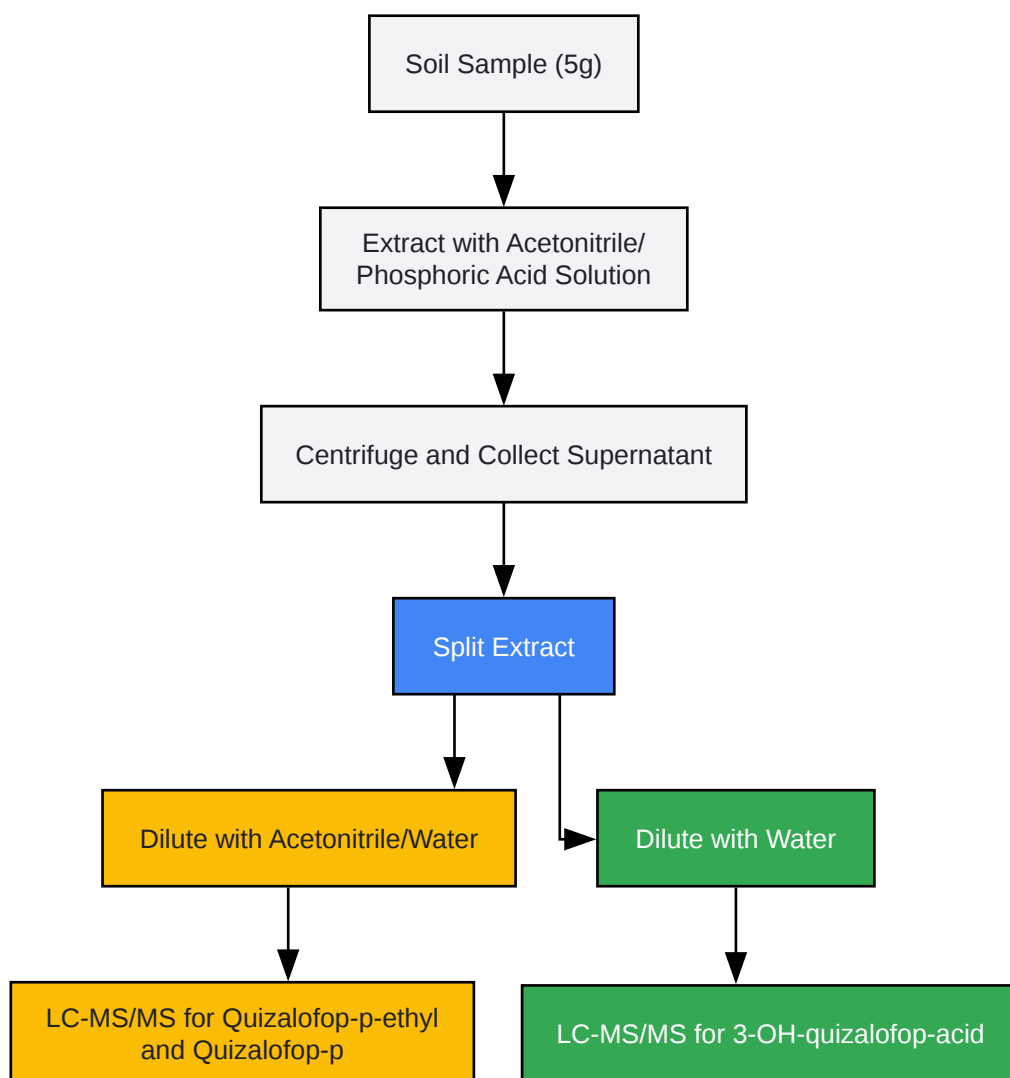 Soil Sample (5g)
Extract with Acetonitrile/
Phosphoric Acid Solution
Centrifuge and Collect Supernatant
Split Extract
Dilute with Acetonitrile/Water
Dilute with Water
LC-MS/MS for Quizalofop-p-ethyl
and Quizalofop-p
LC-MS/MS for 3-OH-quizalofop-acid